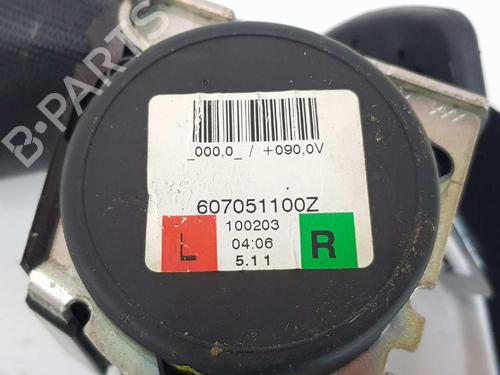 B-PARTS
_000,0_ / +090,0V
607051100Z
L
100203
04:06
5.11
R